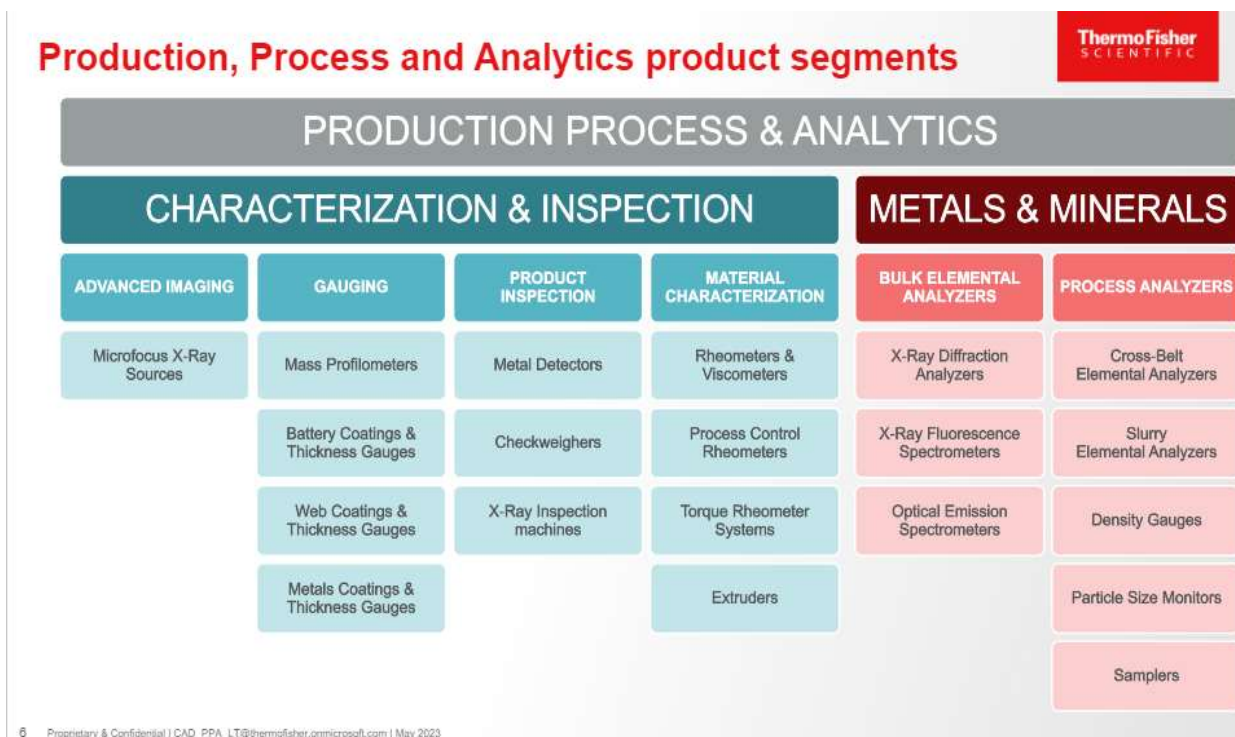 Production, Process and Analytics product segments
ThermoFisher
SCIENTIFIC
PRODUCTION PROCESS & ANALYTICS
CHARACTERIZATION & INSPECTION
METALS & MINERALS
ADVANCED IMAGING
GAUGING
PRODUCT
INSPECTION
MATERIAL
CHARACTERIZATION
BULK ELEMENTAL
ANALYZERS
PROCESS ANALYZERS
Microfocus X-Ray
Sources
Mass Profilometers
Metal Detectors
Rheometers &
Viscometers
X-Ray Diffraction
Analyzers
Cross-Belt
Elemental Analyzers
Battery Coatings &
Thickness Gauges
Checkweighers
Process Control
Rheometers
X-Ray Fluorescence
Spectrometers
Slurry
Elemental Analyzers
Web Coatings &
Thickness Gauges
X-Ray Inspection
machines
Torque Rheometer
Systems
Optical Emission
Spectrometers
Density Gauges
Metals Coatings &
Thickness Gauges
Extruders
Particle Size Monitors
Samplers
6 Proprietary & Confidential | CAD_PPA_LT@thermofisher.onmicrosoft.com | May 2023